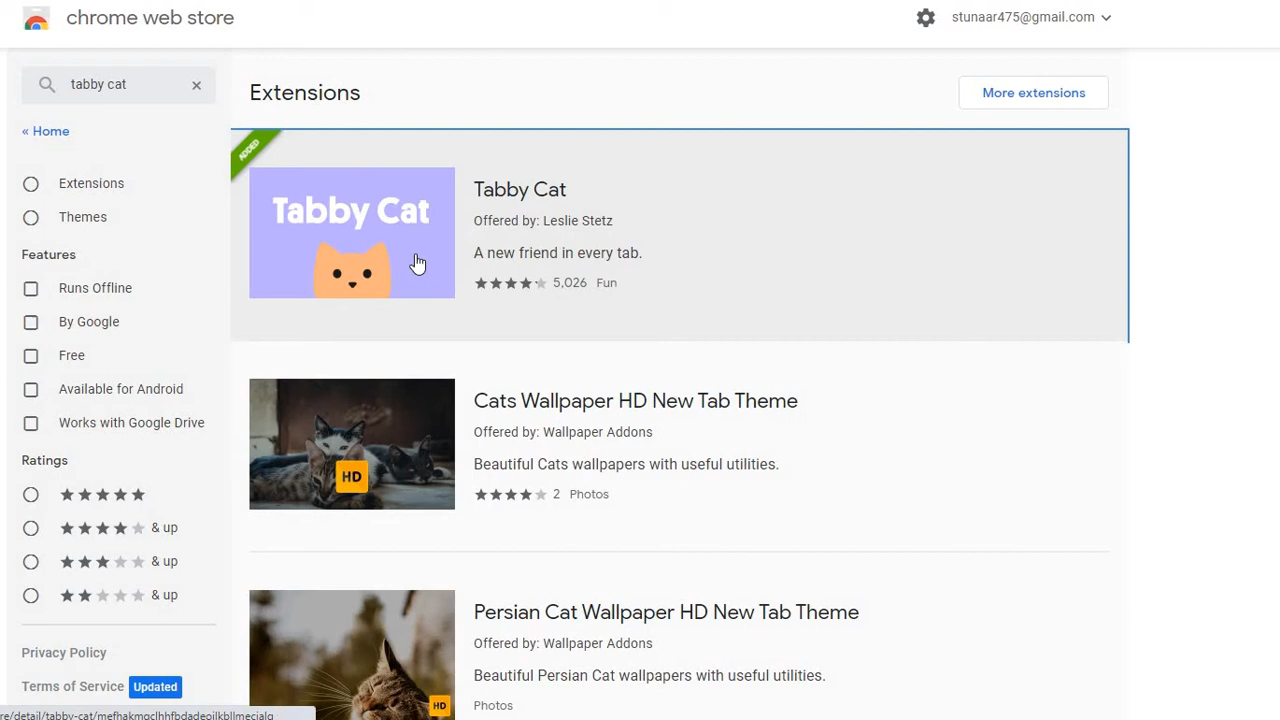 chrome web store
stunaar475@gmail.com
tabby cat
« Home
Extensions
Themes
Features
Runs Offline
By Google
Free
Available for Android
Works with Google Drive
Ratings
& up
& up
& up
Privacy Policy
Terms of Service Updated
Extensions
More extensions
ADDED
Tabby Cat
Tabby Cat
Offered by: Leslie Stetz
A new friend in every tab.
5,026 Fun
HD
Cats Wallpaper HD New Tab Theme
Offered by: Wallpaper Addons
Beautiful Cats wallpapers with useful utilities.
2 Photos
HD
Persian Cat Wallpaper HD New Tab Theme
Offered by: Wallpaper Addons
Beautiful Persian Cat wallpapers with useful utilities.
Photos